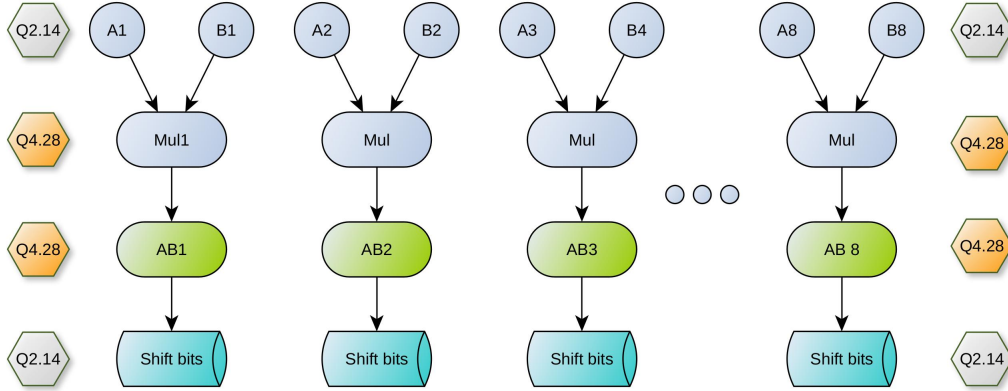 Q2.14 A1 B1 A2 B2 A3 B4 A8 B8 Q2.14
Q4.28 Mul1 Mul Mul Mul Q4.28
Q4.28 AB1 AB2 AB3 AB 8 Q4.28
Q2.14 Shift bits Shift bits Shift bits Shift bits Q2.14